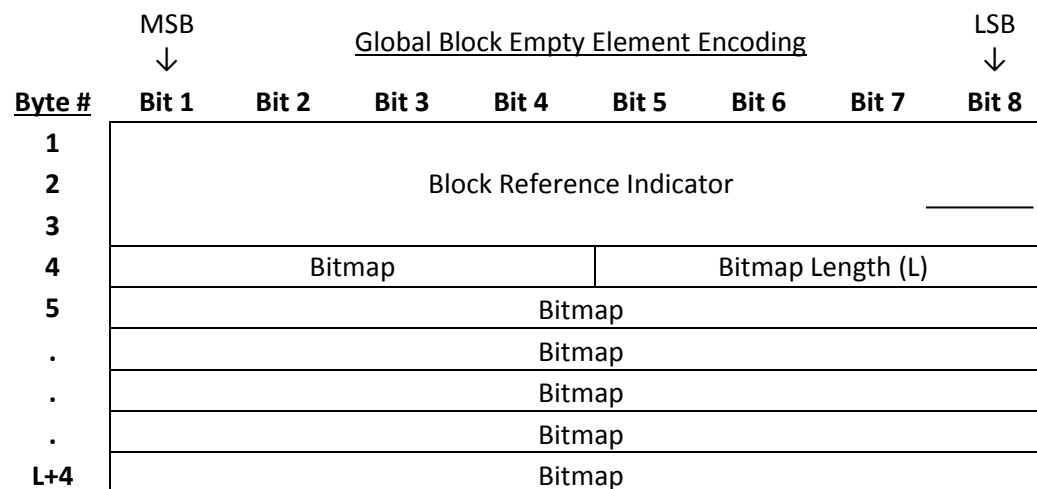 MSB LSB
Global Block Empty Element Encoding
↓ ↓
Byte # Bit 1 Bit 2 Bit 3 Bit 4 Bit 5 Bit 6 Bit 7 Bit 8
1
2 Block Reference Indicator
3
4 Bitmap Bitmap Length (L)
5 Bitmap
. Bitmap
. Bitmap
. Bitmap
L+4 Bitmap